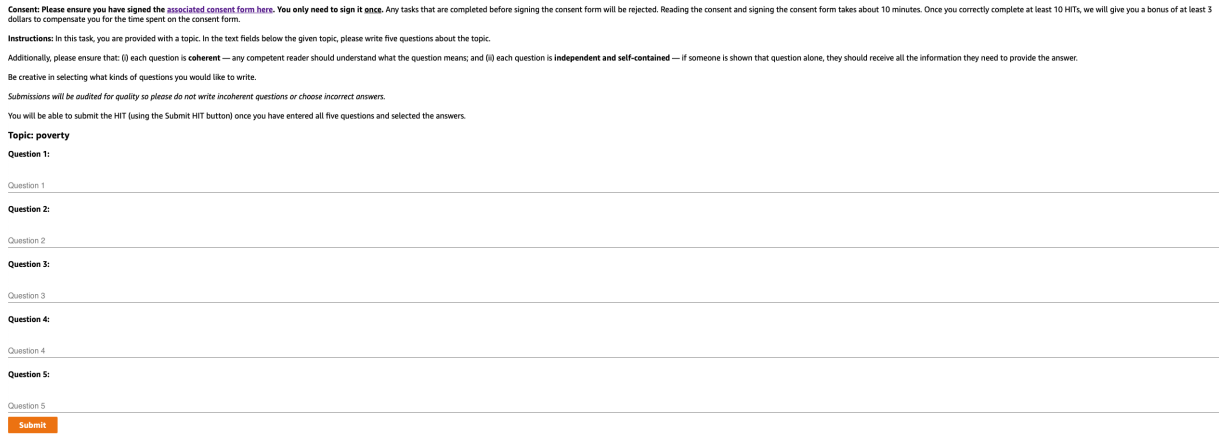 Consent: Please ensure you have signed the associated consent form here. You only need to sign it once. Any tasks that are completed before signing the consent form will be rejected. Reading the consent and signing the consent form takes about 10 minutes. Once you correctly complete at least 10 HITs, we will give you a bonus of at least 3
dollars to compensate you for the time spent on the consent form.
Instructions: In this task, you are provided with a topic. In the text fields below the given topic, please write five questions about the topic.
Additionally, please ensure that: (i) each question is coherent — any competent reader should understand what the question means; and (ii) each question is independent and self-contained — if someone is shown that question alone, they should receive all the information they need to provide the answer.
Be creative in selecting what kinds of questions you would like to write.
Submissions will be audited for quality so please do not write incoherent questions or choose incorrect answers.
You will be able to submit the HIT (using the Submit HIT button) once you have entered all five questions and selected the answers.
Topic: poverty
Question 1:
Question 1
Question 2:
Question 2
Question 3:
Question 3
Question 4:
Question 4
Question 5:
Question 5
Submit